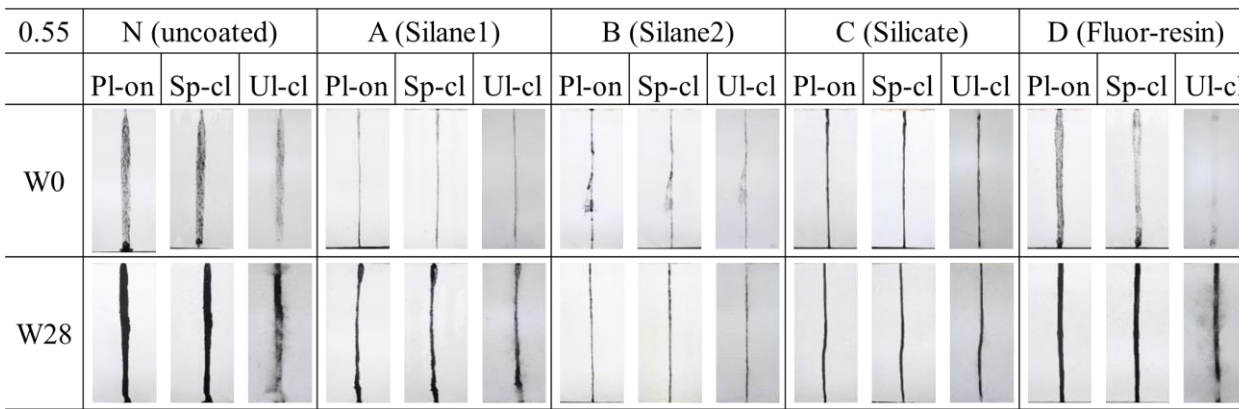 0.55 N (uncoated) A (Silane1) B (Silane2) C (Silicate) D (Fluor-resin)
Pl-on Sp-cl Ul-cl Pl-on Sp-cl Ul-cl Pl-on Sp-cl Ul-cl Pl-on Sp-cl Ul-cl Pl-on Sp-cl Ul-cl
W0
W28